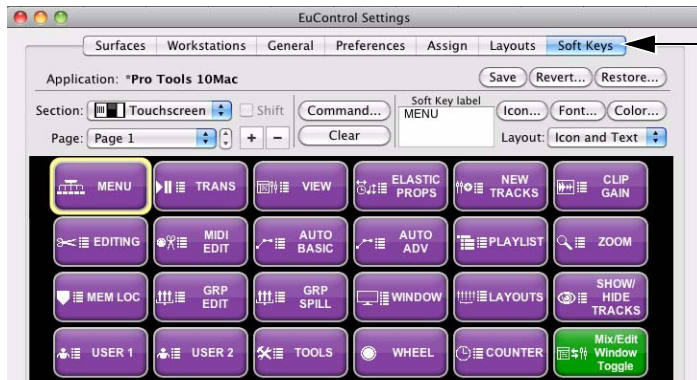 EuControl Settings
Surfaces Workstations General Preferences Assign Layouts Soft Keys
Application: *Pro Tools 10Mac Save Revert... Restore...
Section: Touchscreen Shift Command... Soft Key label MENU Icon... Font... Color...
Page: Page 1 + − Clear Layout: Icon and Text
MENU TRANS VIEW ELASTIC PROPS NEW TRACKS CLIP GAIN
EDITING MIDI EDIT AUTO BASIC AUTO ADV PLAYLIST ZOOM
MEM LOC GRP EDIT GRP SPILL WINDOW LAYOUTS SHOW/ HIDE TRACKS
USER 1 USER 2 TOOLS WHEEL COUNTER Mix/Edit Window Toggle